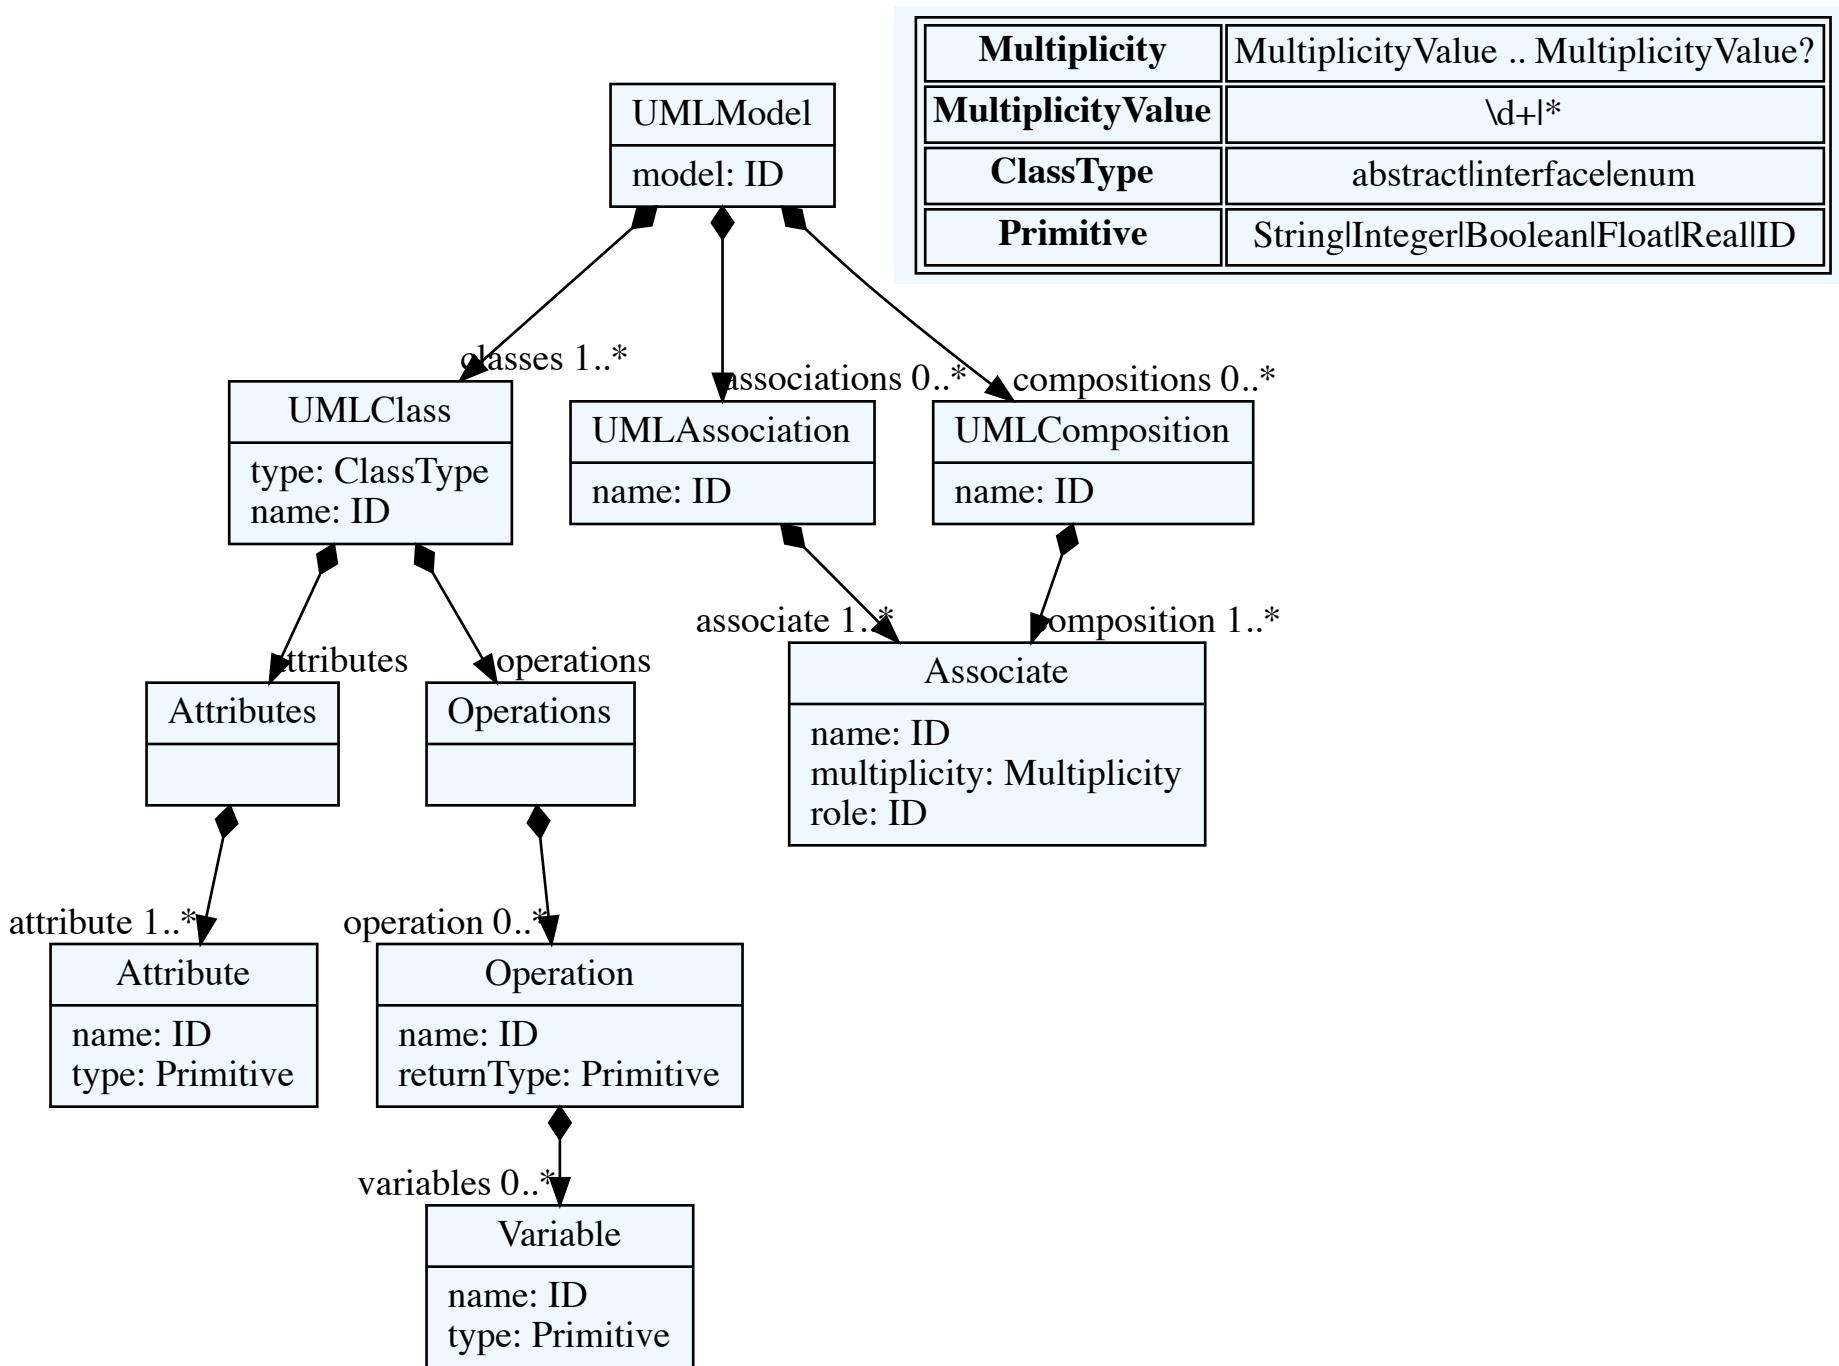 Multiplicity MultiplicityValue .. MultiplicityValue?
MultiplicityValue \d+|*
ClassType abstract|interface|enum
Primitive String|Integer|Boolean|Float|Real|ID
UMLModel
model: ID
classes 1..*
associations 0..*
compositions 0..*
UMLClass
type: ClassType
name: ID
UMLAssociation
name: ID
UMLComposition
name: ID
associate 1..*
composition 1..*
attributes
operations
Attributes
Operations
Associate
name: ID
multiplicity: Multiplicity
role: ID
attribute 1..*
operation 0..*
Attribute
name: ID
type: Primitive
Operation
name: ID
returnType: Primitive
variables 0..*
Variable
name: ID
type: Primitive